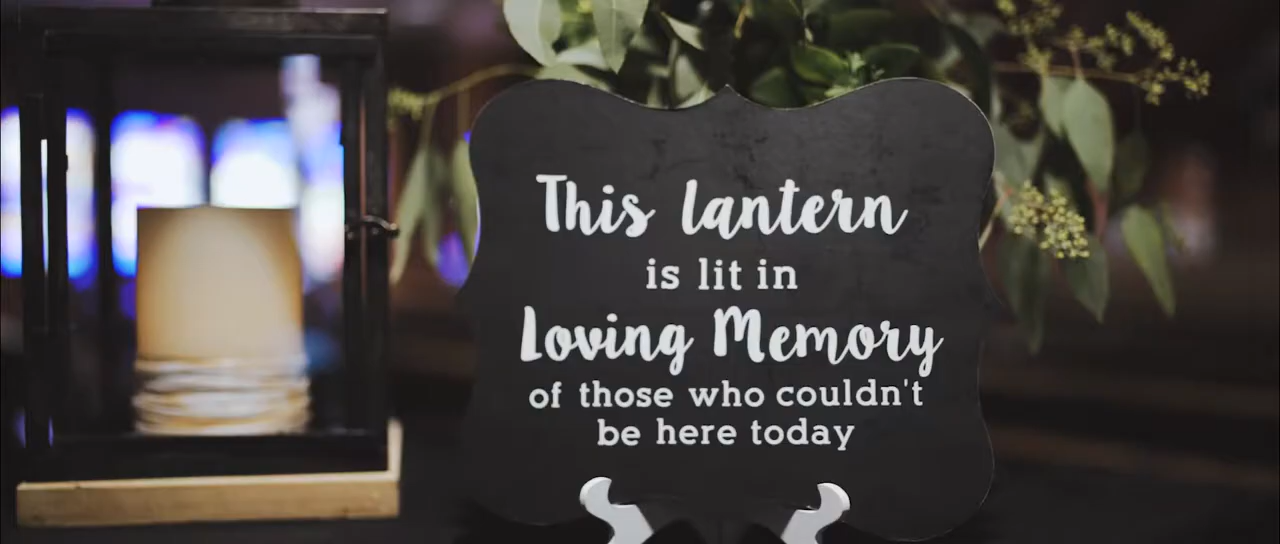 This lantern
is lit in
Loving Memory
of those who couldn't
be here today